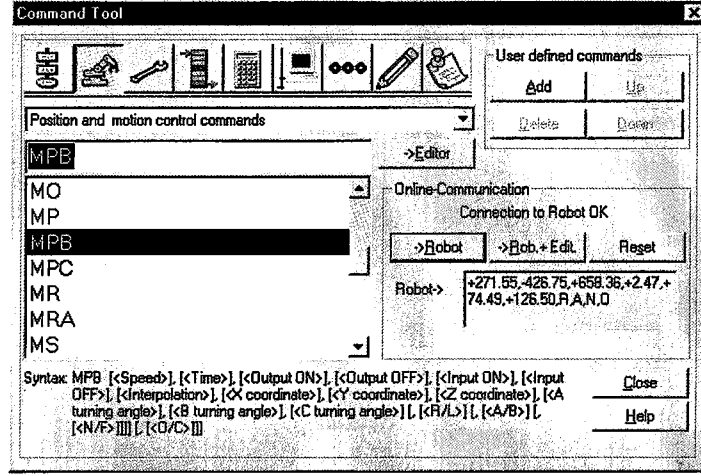 Command Tool
User defined commands
Add
Up
Delete
Down
Position and motion control commands
MPB
->Editor
MO
MP
MPB
MPC
MR
MRA
MS
Online-Communication
Connection to Robot OK
->Robot
->Rob.+ Edit.
Reset
Robot->
+271.55,-426.75,+658.36,+2.47,+
74.49,+126.50,R,A,N,O
Syntax: MPB [<Speed>], [<Time>], [<Output ON>], [<Output OFF>], [<Input ON>], [<Input
OFF>], [<Interpolation>], [<X coordinate>], [<Y coordinate>], [<Z coordinate>], [<A
turning angle>], [<B turning angle>], [<C turning angle>] [, [<R/L>] [, [<A/B>] [,
[<N/F>]]]] [, [<O/C>]]]
Close
Help